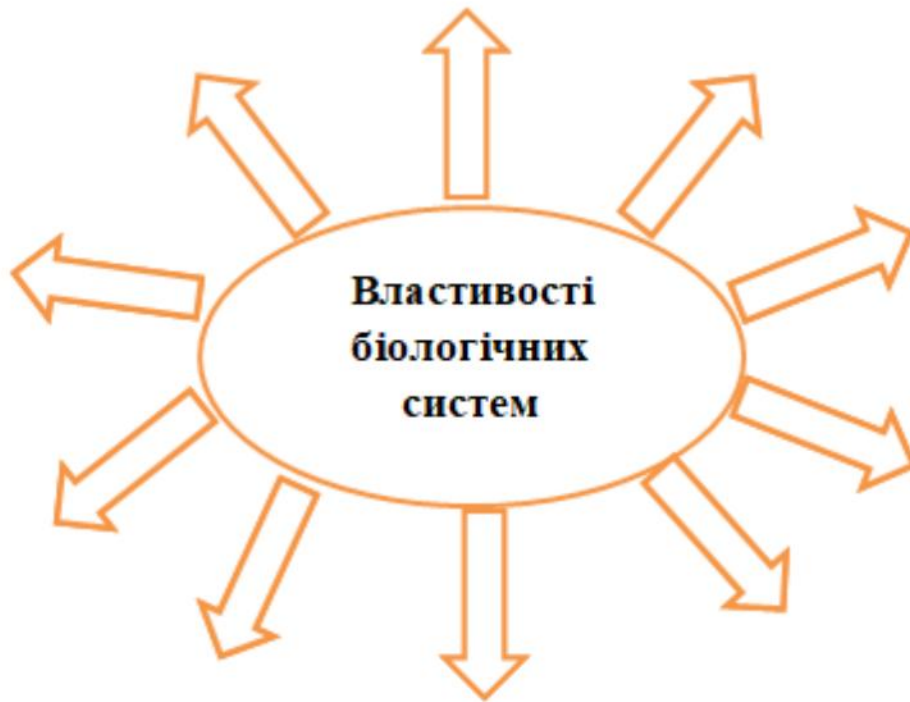 Властивості
біологічних
систем